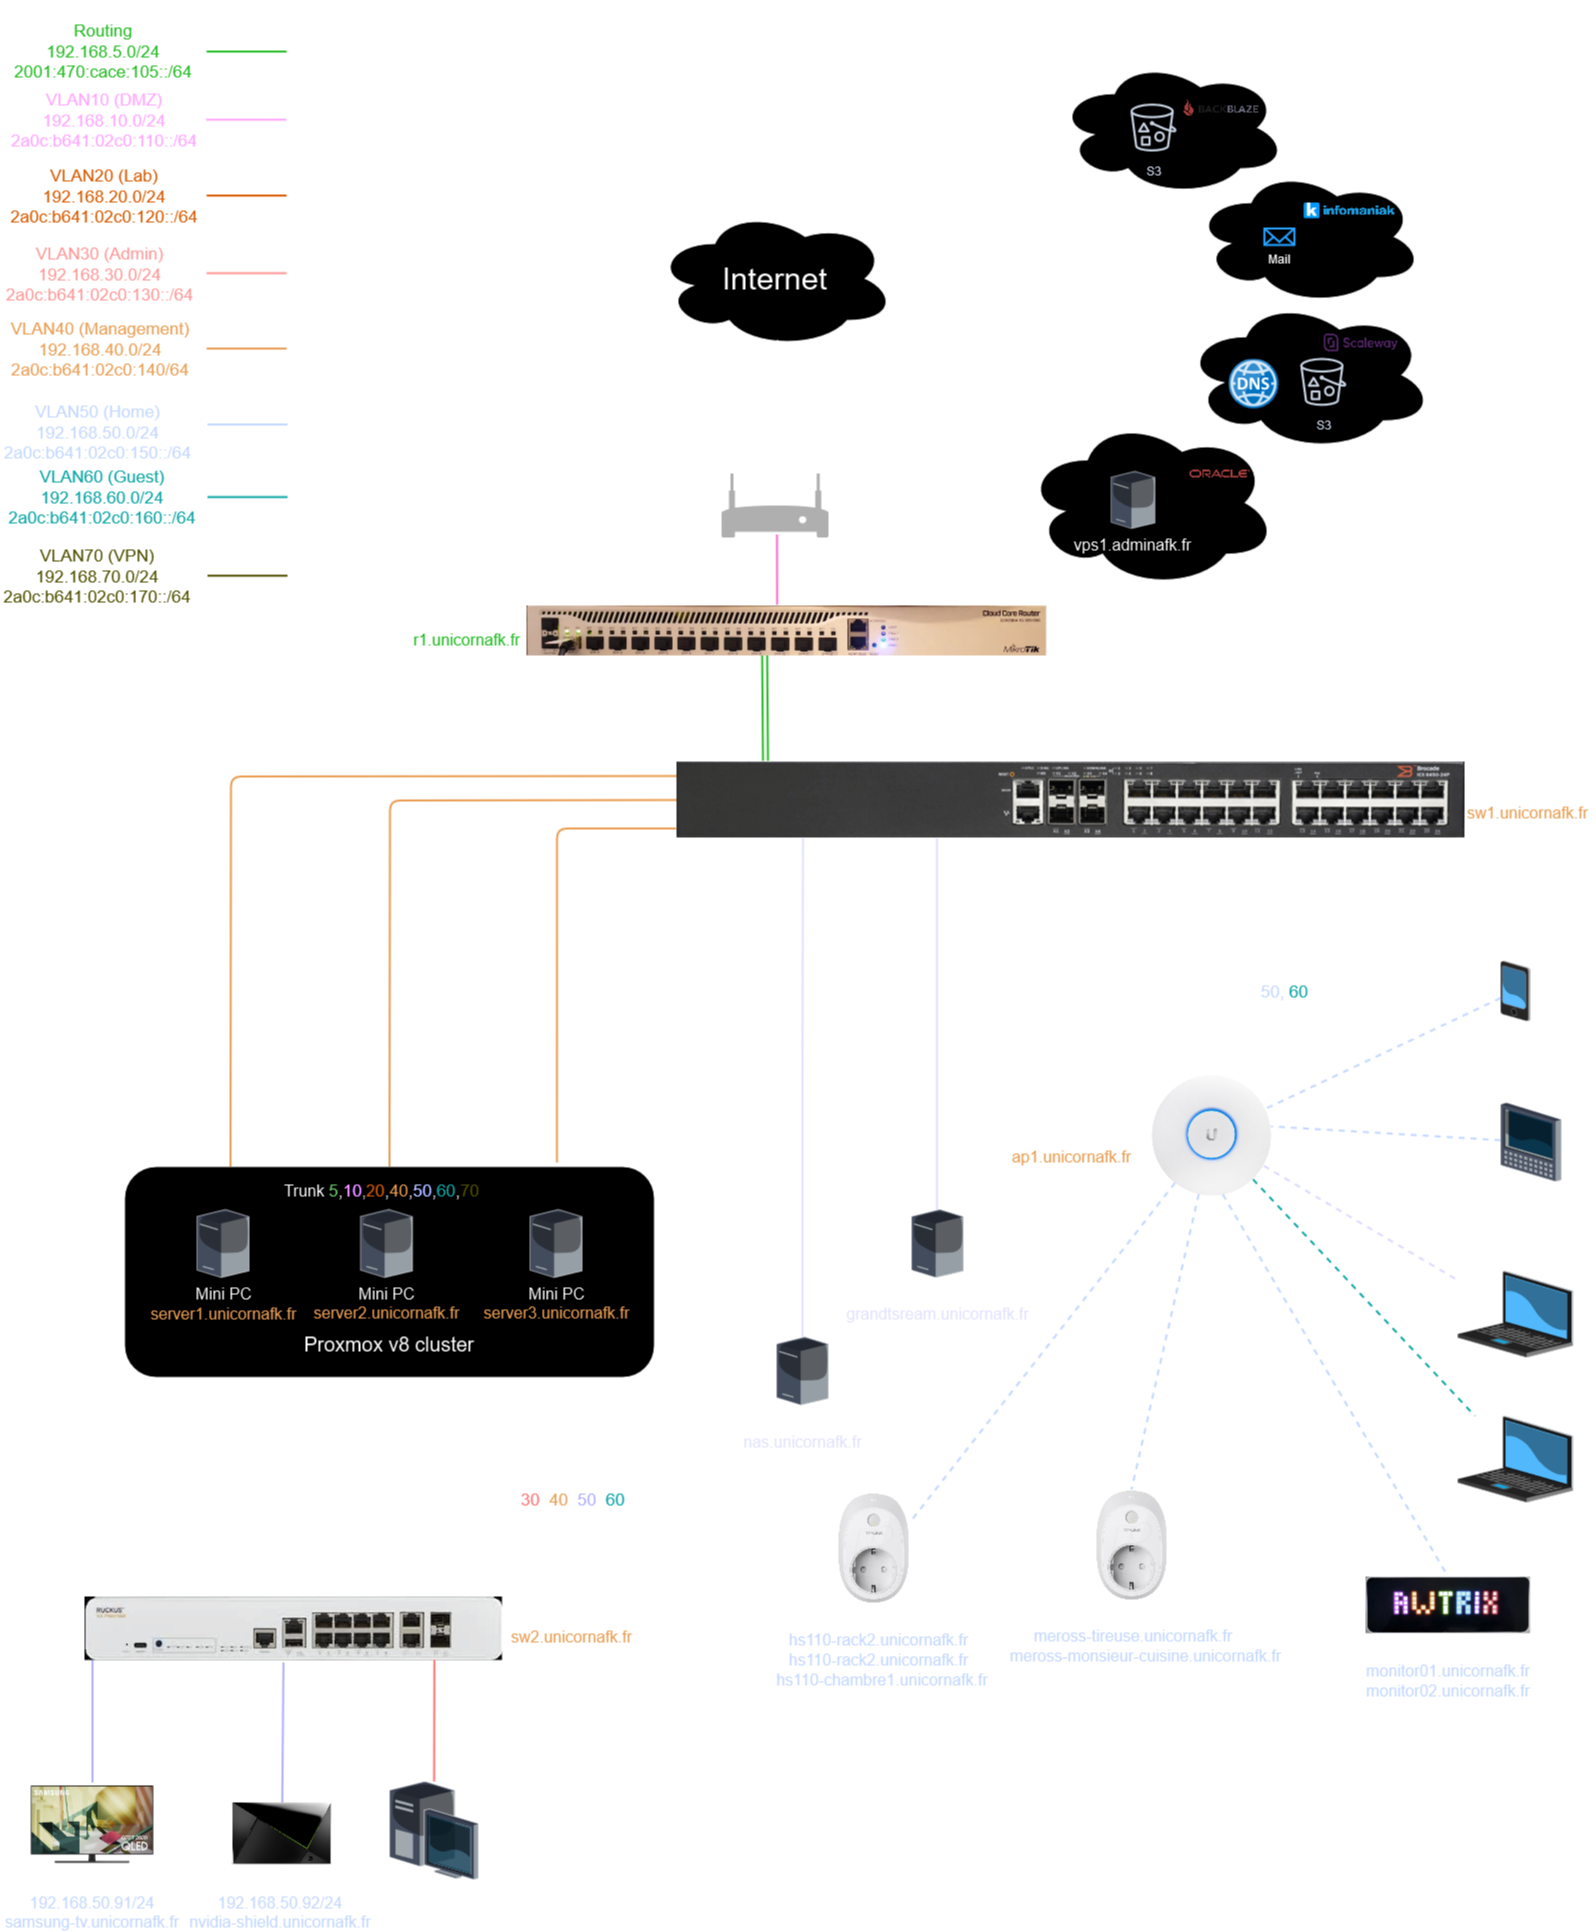 Routing
192.168.5.0/24
2001:470:cace:105::/64
VLAN10 (DMZ)
192.168.10.0/24
2a0c:b641:02c0:110::/64
VLAN20 (Lab)
192.168.20.0/24
2a0c:b641:02c0:120::/64
VLAN30 (Admin)
192.168.30.0/24
2a0c:b641:02c0:130::/64
VLAN40 (Management)
192.168.40.0/24
2a0c:b641:02c0:140/64
VLAN50 (Home)
192.168.50.0/24
2a0c:b641:02c0:150::/64
VLAN60 (Guest)
192.168.60.0/24
2a0c:b641:02c0:160::/64
VLAN70 (VPN)
192.168.70.0/24
2a0c:b641:02c0:170::/64
BACKBLAZE
S3
infomaniak
Mail
Internet
Scaleway
DNS
S3
ORACLE
vps1.adminafk.fr
r1.unicornafk.fr
Cloud Core Router
MikroTik
Brocade
sw1.unicornafk.fr
50, 60
ap1.unicornafk.fr
Trunk 5,10,20,40,50,60,70
Mini PC
server1.unicornafk.fr
Mini PC
server2.unicornafk.fr
Mini PC
server3.unicornafk.fr
Proxmox v8 cluster
grandtsream.unicornafk.fr
nas.unicornafk.fr
30 40 50 60
RUCKUS
sw2.unicornafk.fr
hs110-rack2.unicornafk.fr
hs110-rack2.unicornafk.fr
hs110-chambre1.unicornafk.fr
meross-tireuse.unicornafk.fr
meross-monsieur-cuisine.unicornafk.fr
AWTRIX
monitor01.unicornafk.fr
monitor02.unicornafk.fr
SAMSUNG
QLED
192.168.50.91/24
samsung-tv.unicornafk.fr
192.168.50.92/24
nvidia-shield.unicornafk.fr